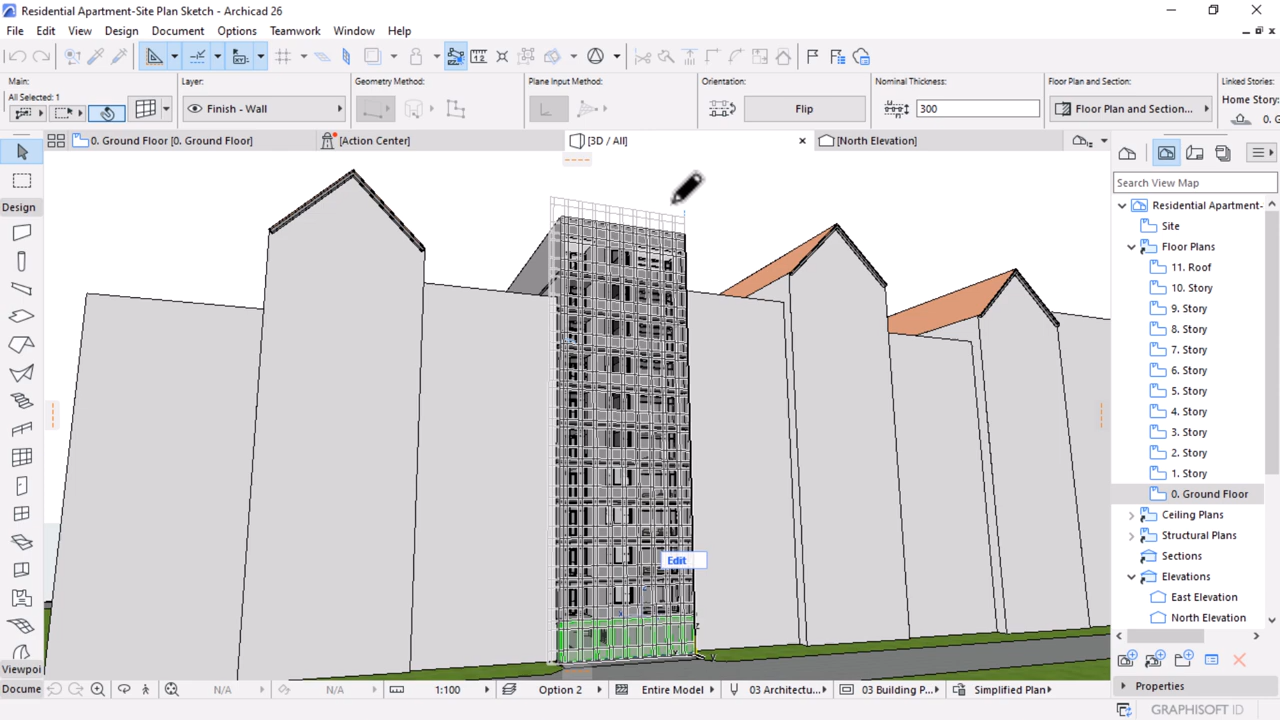 Residential Apartment-Site Plan Sketch - Archicad 26
File Edit View Design Document Options Teamwork Window Help
Main:
All Selected: 1
Layer:
Finish - Wall
Geometry Method:
Plane Input Method:
Orientation:
Flip
Nominal Thickness:
300
Floor Plan and Section:
Floor Plan and Section...
Linked Stories:
Home Story:
0. G
0. Ground Floor [0. Ground Floor]
[Action Center]
[3D / All]
[North Elevation]
Design
Edit
Search View Map
Residential Apartment-
Site
Floor Plans
11. Roof
10. Story
9. Story
8. Story
7. Story
6. Story
5. Story
4. Story
3. Story
2. Story
1. Story
0. Ground Floor
Ceiling Plans
Structural Plans
Sections
Elevations
East Elevation
North Elevation
Viewpoi
Docume
N/A
N/A
1:100
Option 2
Entire Model
03 Architectu...
03 Building P...
Simplified Plan
Properties
GRAPHISOFT ID